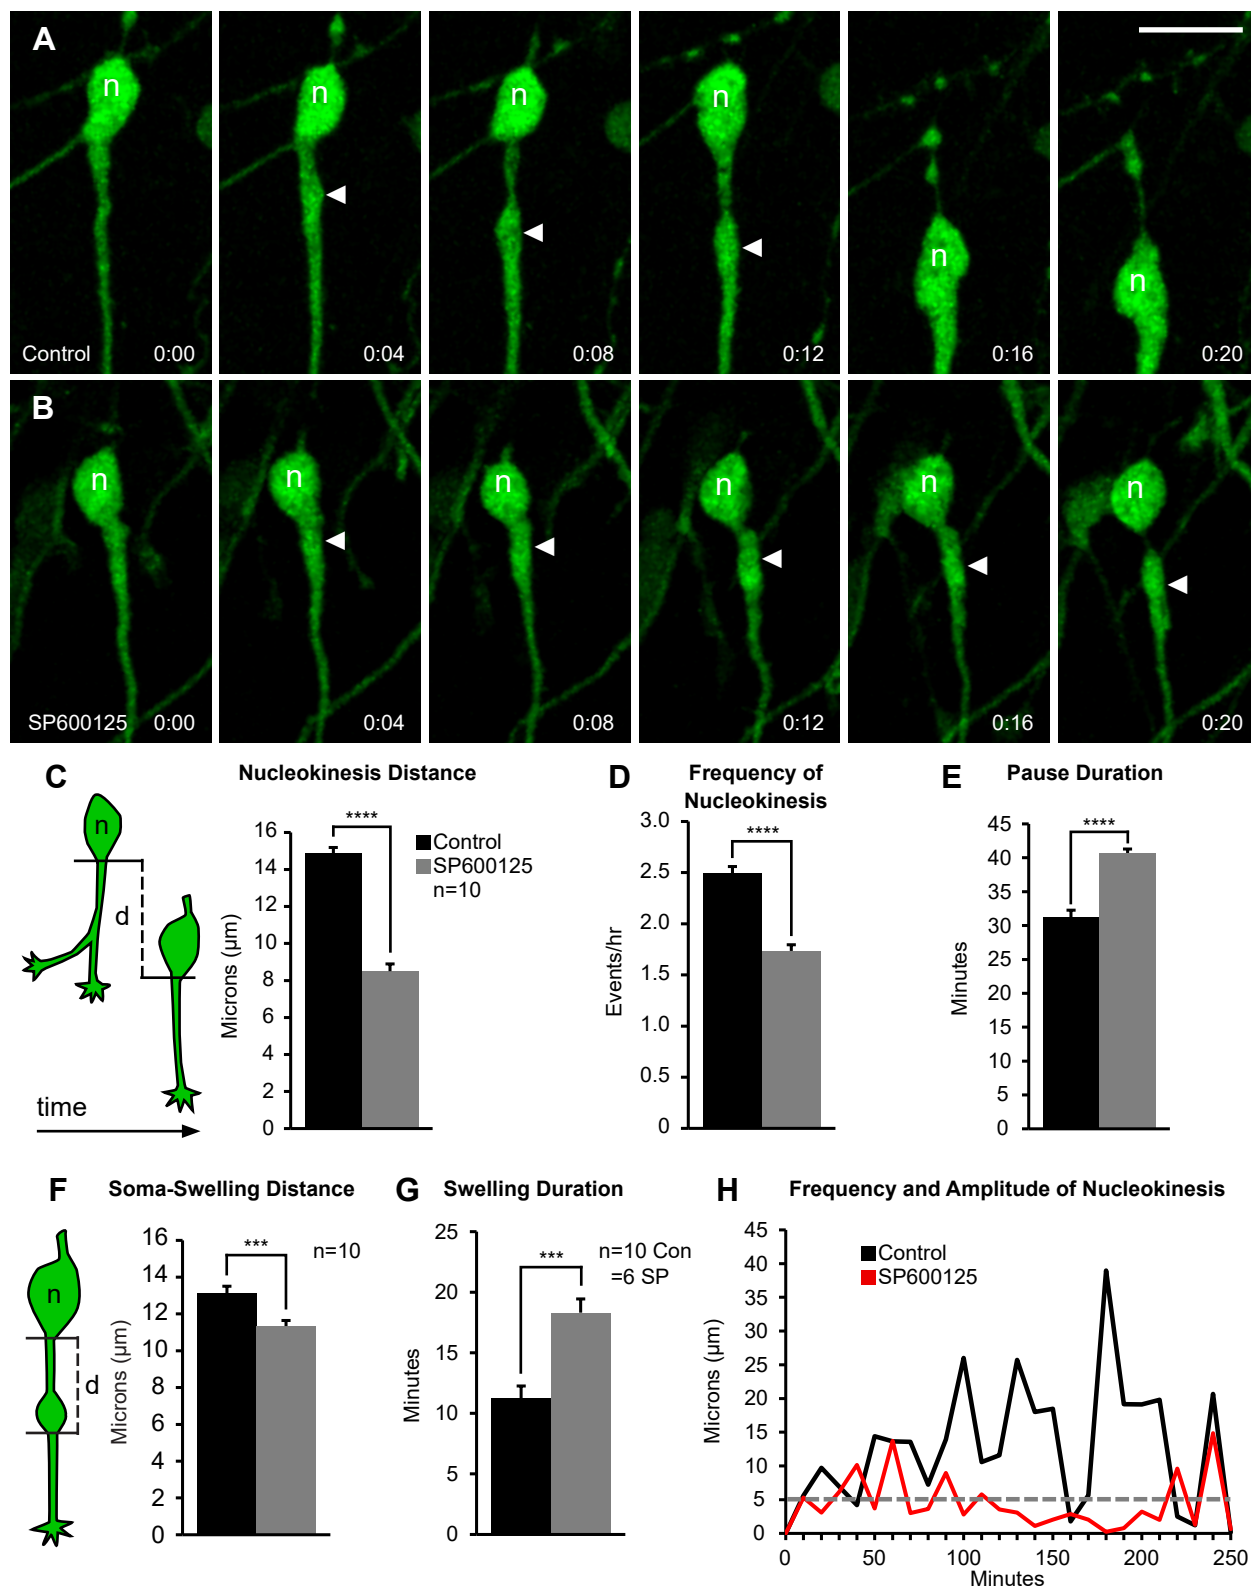 A
n
n
n
n
n
n
Control 0:00
0:04
0:08
0:12
0:16
0:20
B
n
n
n
n
n
n
SP600125 0:00
0:04
0:08
0:12
0:16
0:20
C
Nucleokinesis Distance
n
d
time
Microns (µm)
16
14
12
10
8
6
4
2
0
****
Control
SP600125
n=10
D
Frequency of
Nucleokinesis
Events/hr
3.0
2.5
2.0
1.5
1.0
0.5
0
****
E
Pause Duration
Minutes
45
40
35
30
25
20
15
10
5
0
****
F
Soma-Swelling Distance
n
d
Microns (µm)
16
14
12
10
8
6
4
2
0
***
n=10
G
Swelling Duration
Minutes
25
20
15
10
5
0
***
n=10 Con
=6 SP
H
Frequency and Amplitude of Nucleokinesis
Microns (µm)
45
40
35
30
25
20
15
10
5
0
Control
SP600125
0 50 100 150 200 250
Minutes